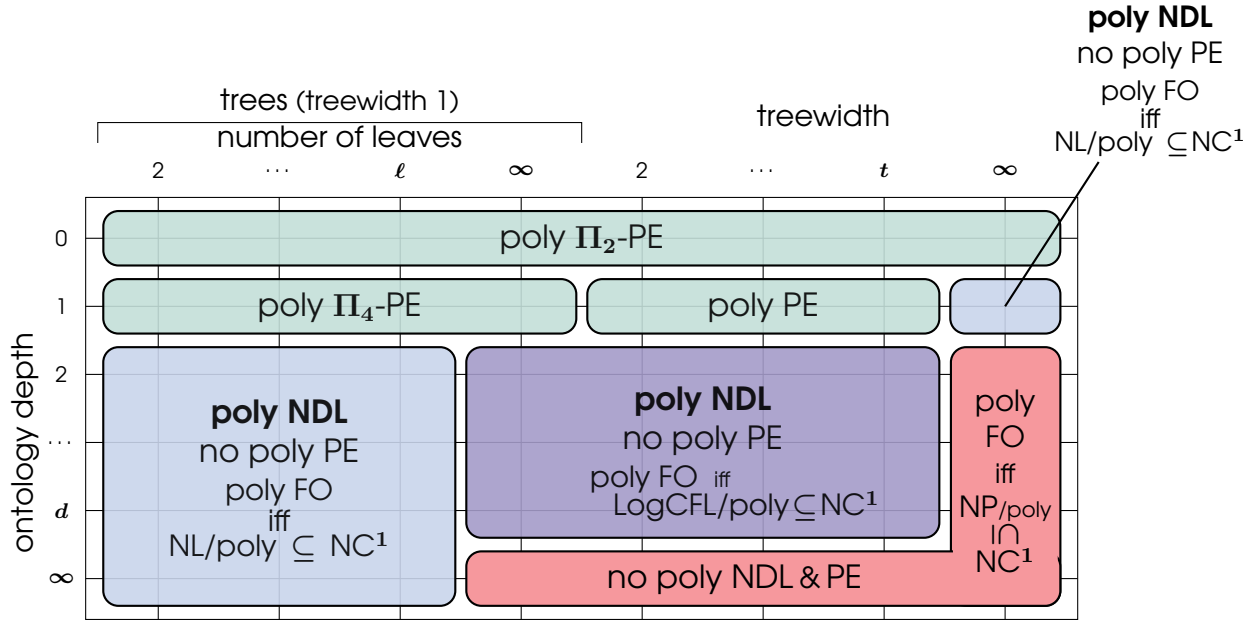 poly NDL
no poly PE
poly FO
iff
NL/poly ⊆ NC¹
trees (treewidth 1)
number of leaves
treewidth
2 ⋯ ℓ ∞ 2 ⋯ t ∞
ontology depth
0
poly Π₂-PE
1
poly Π₄-PE
poly PE
2
⋯
d
∞
poly NDL
no poly PE
poly FO
iff
NL/poly ⊆ NC¹
poly NDL
no poly PE
poly FO iff
LogCFL/poly ⊆ NC¹
poly
FO
iff
NP/poly
⊆
NC¹
no poly NDL & PE